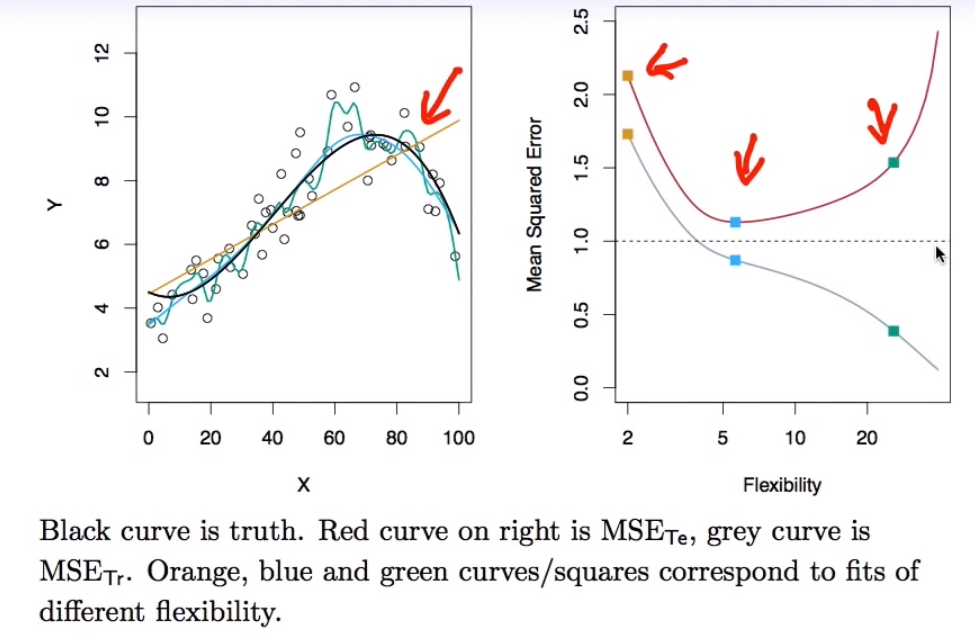 12
10
8
6
4
2
Y
0 20 40 60 80 100
X
2.5
2.0
1.5
1.0
0.5
0.0
Mean Squared Error
2 5 10 20
Flexibility
Black curve is truth. Red curve on right is MSETe, grey curve is
MSETr. Orange, blue and green curves/squares correspond to fits of
different flexibility.